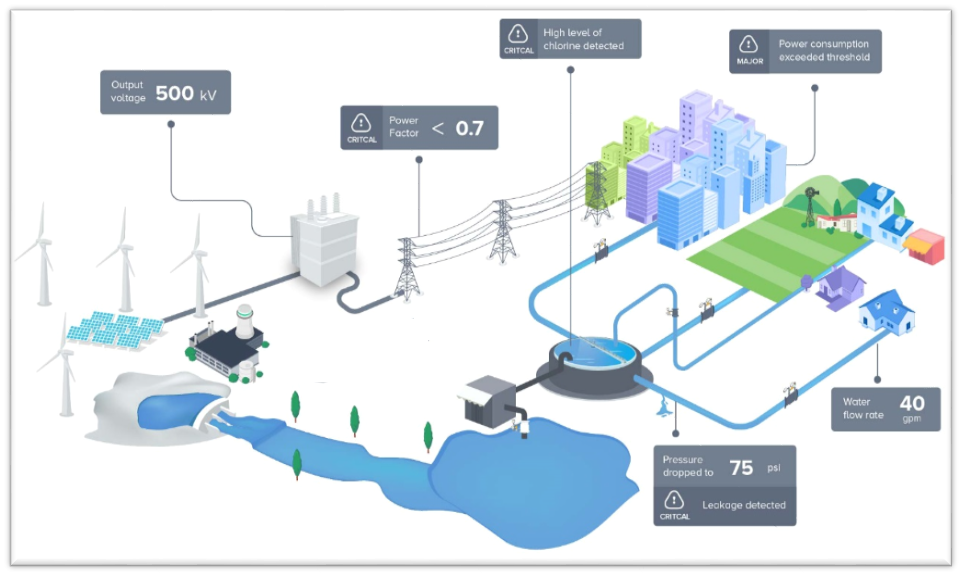 High level of
chlorine detected
CRITCAL
Power consumption
exceeded threshold
MAJOR
Output
voltage 500 kV
Power
Factor < 0.7
CRITCAL
Water
flow rate 40
gpm
Pressure
dropped to 75 psi
CRITCAL Leakage detected